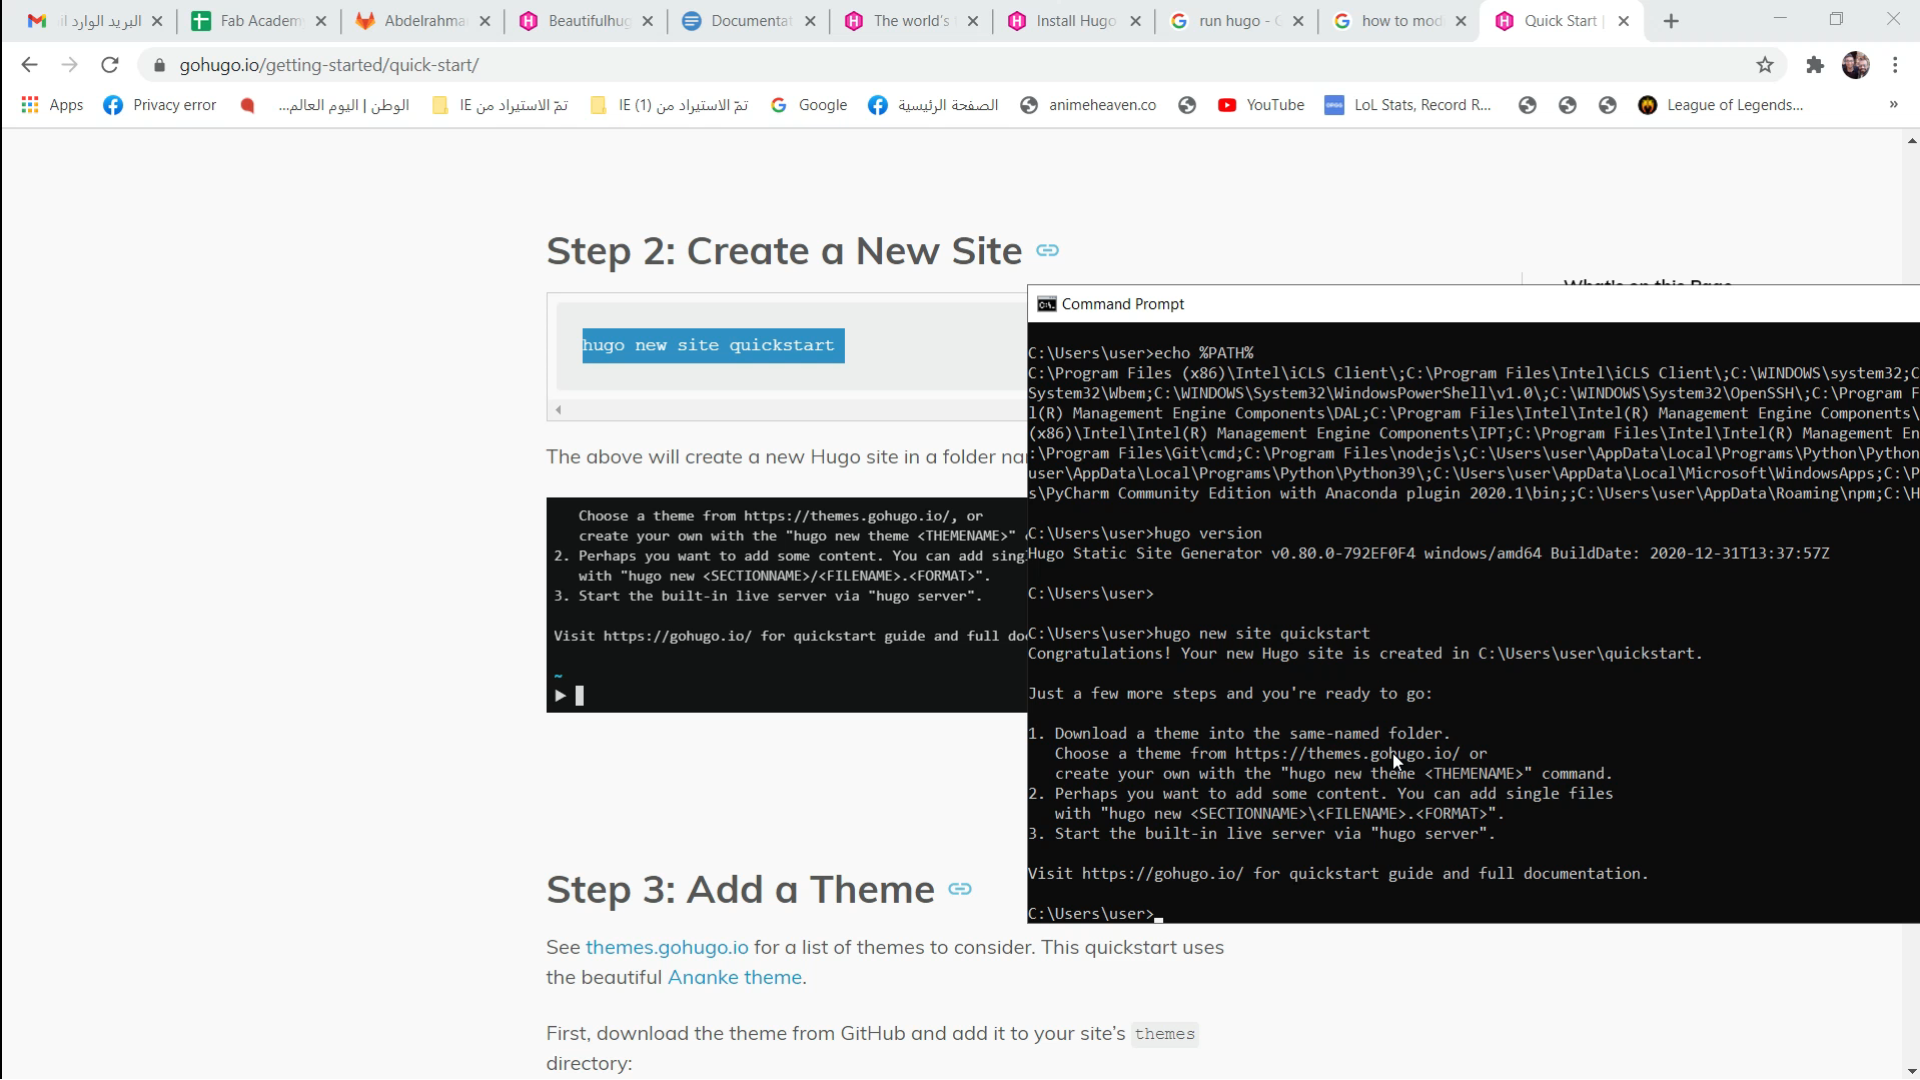 البريد الوارد ail
Fab Academ
Abdelrahma
Beautifulhug
Documentat
The world's
Install Hugo
run hugo - G
how to modi
Quick Start |
gohugo.io/getting-started/quick-start/
Apps
Privacy error
الوطن | اليوم العالم...
تم الاستيراد من IE
تم الاستيراد من IE (1)
Google
الصفحة الرئيسية
animeheaven.co
YouTube
LoL Stats, Record R...
League of Legends...
»
Step 2: Create a New Site
What's on this Page
hugo new site quickstart
The above will create a new Hugo site in a folder na
Choose a theme from https://themes.gohugo.io/, or
create your own with the "hugo new theme <THEMENAME>"
2. Perhaps you want to add some content. You can add sing
with "hugo new <SECTIONNAME>/<FILENAME>.<FORMAT>".
3. Start the built-in live server via "hugo server".
Visit https://gohugo.io/ for quickstart guide and full do
~
Step 3: Add a Theme
See themes.gohugo.io for a list of themes to consider. This quickstart uses
the beautiful Ananke theme.
First, download the theme from GitHub and add it to your site's themes
directory:
Command Prompt
C:\Users\user>echo %PATH%
C:\Program Files (x86)\Intel\iCLS Client\;C:\Program Files\Intel\iCLS Client\;C:\WINDOWS\system32;C
System32\Wbem;C:\WINDOWS\System32\WindowsPowerShell\v1.0\;C:\WINDOWS\System32\OpenSSH\;C:\Program F
l(R) Management Engine Components\DAL;C:\Program Files\Intel\Intel(R) Management Engine Components\
(x86)\Intel\Intel(R) Management Engine Components\IPT;C:\Program Files\Intel\Intel(R) Management En
:\Program Files\Git\cmd;C:\Program Files\nodejs\;C:\Users\user\AppData\Local\Programs\Python\Python
user\AppData\Local\Programs\Python\Python39\;C:\Users\user\AppData\Local\Microsoft\WindowsApps;C:\P
s\PyCharm Community Edition with Anaconda plugin 2020.1\bin;;C:\Users\user\AppData\Roaming\npm;C:\H
C:\Users\user>hugo version
Hugo Static Site Generator v0.80.0-792EF0F4 windows/amd64 BuildDate: 2020-12-31T13:37:57Z
C:\Users\user>
C:\Users\user>hugo new site quickstart
Congratulations! Your new Hugo site is created in C:\Users\user\quickstart.
Just a few more steps and you're ready to go:
1. Download a theme into the same-named folder.
Choose a theme from https://themes.gohugo.io/ or
create your own with the "hugo new theme <THEMENAME>" command.
2. Perhaps you want to add some content. You can add single files
with "hugo new <SECTIONNAME>\<FILENAME>.<FORMAT>".
3. Start the built-in live server via "hugo server".
Visit https://gohugo.io/ for quickstart guide and full documentation.
C:\Users\user>_